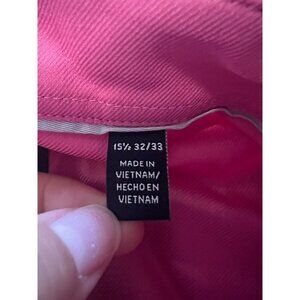 15½ 32/33
MADE IN
VIETNAM/
HECHO EN
VIETNAM